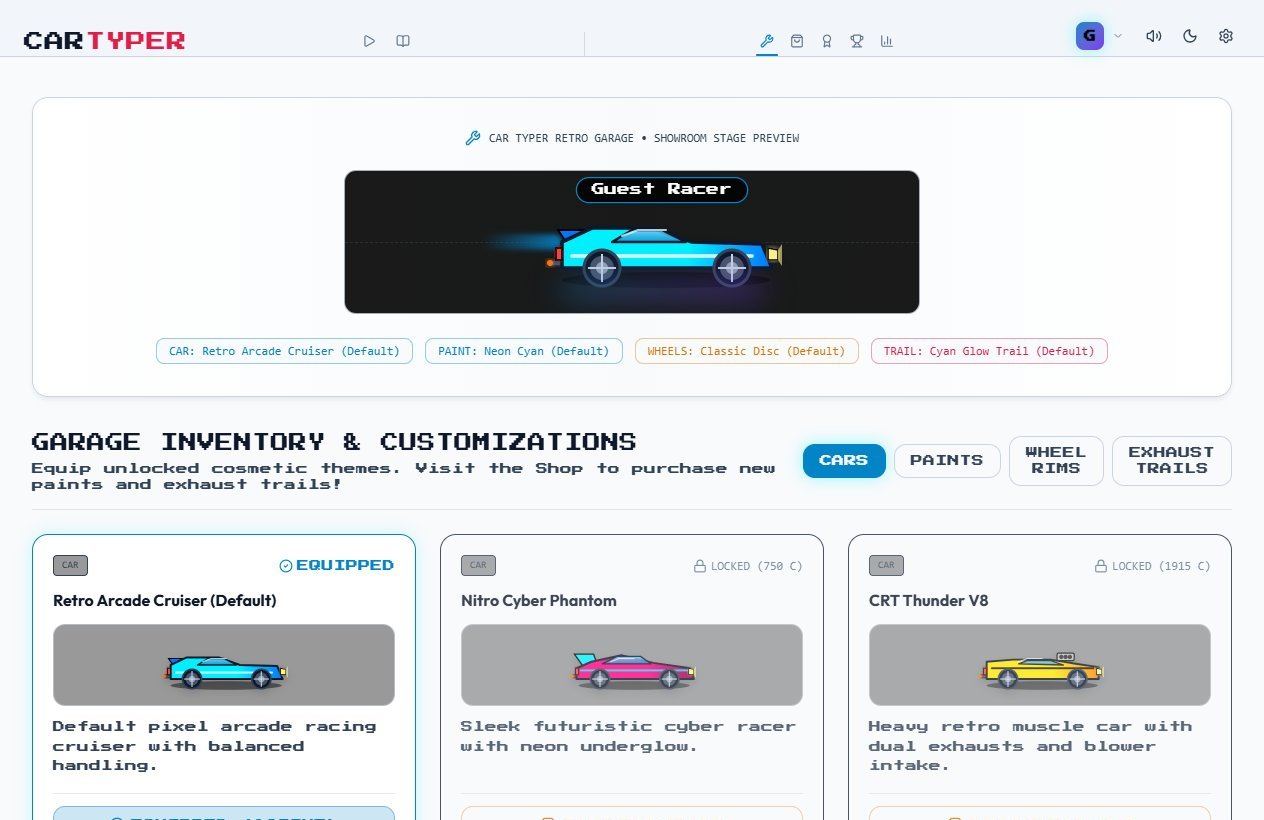 CARTYPER
G
CAR TYPER RETRO GARAGE • SHOWROOM STAGE PREVIEW
Guest Racer
CAR: Retro Arcade Cruiser (Default)
PAINT: Neon Cyan (Default)
WHEELS: Classic Disc (Default)
TRAIL: Cyan Glow Trail (Default)
GARAGE INVENTORY & CUSTOMIZATIONS
Equip unlocked cosmetic themes. Visit the Shop to purchase new
paints and exhaust trails!
CARS
PAINTS
WHEEL
RIMS
EXHAUST
TRAILS
CAR
EQUIPPED
Retro Arcade Cruiser (Default)
Default pixel arcade racing
cruiser with balanced
handling.
CAR
LOCKED (750 C)
Nitro Cyber Phantom
Sleek futuristic cyber racer
with neon underglow.
CAR
LOCKED (1915 C)
CRT Thunder V8
Heavy retro muscle car with
dual exhausts and blower
intake.